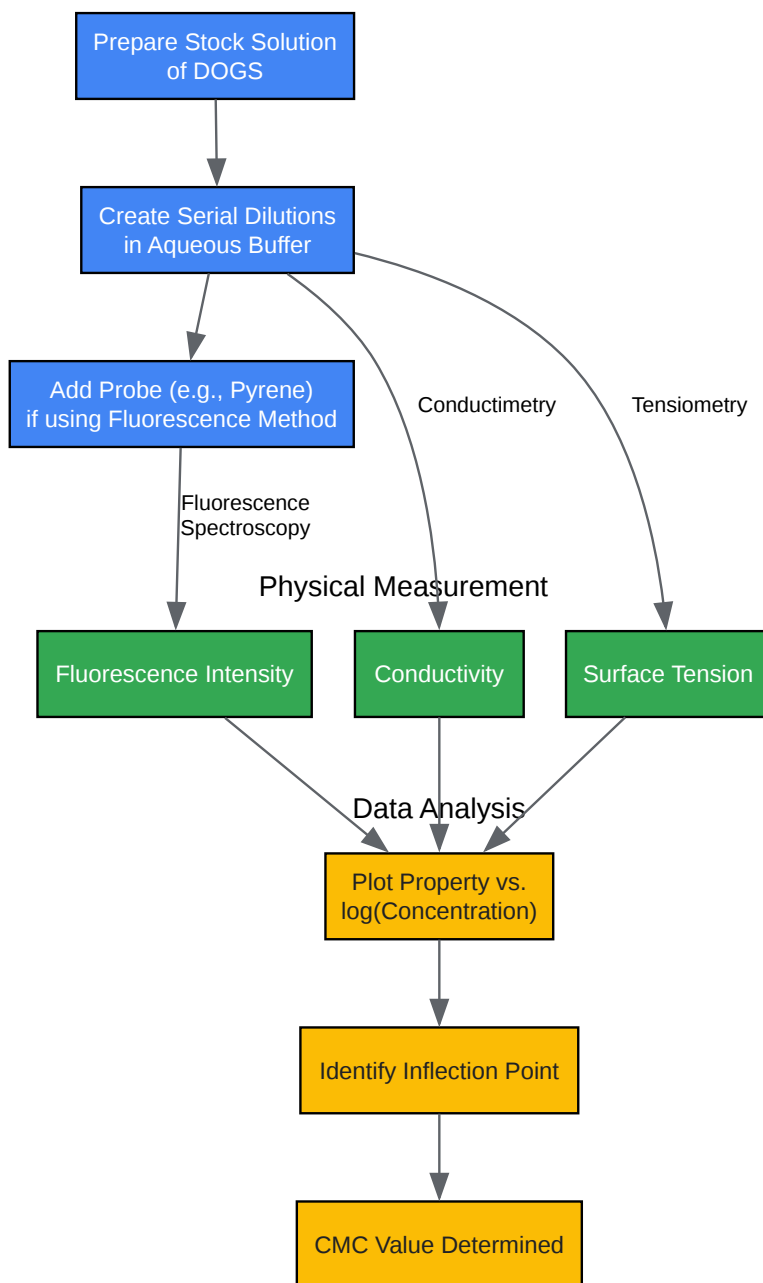 Prepare Stock Solution
of DOGS
Create Serial Dilutions
in Aqueous Buffer
Add Probe (e.g., Pyrene)
if using Fluorescence Method
Conductimetry
Tensiometry
Fluorescence
Spectroscopy
Physical Measurement
Fluorescence Intensity
Conductivity
Surface Tension
Data Analysis
Plot Property vs.
log(Concentration)
Identify Inflection Point
CMC Value Determined